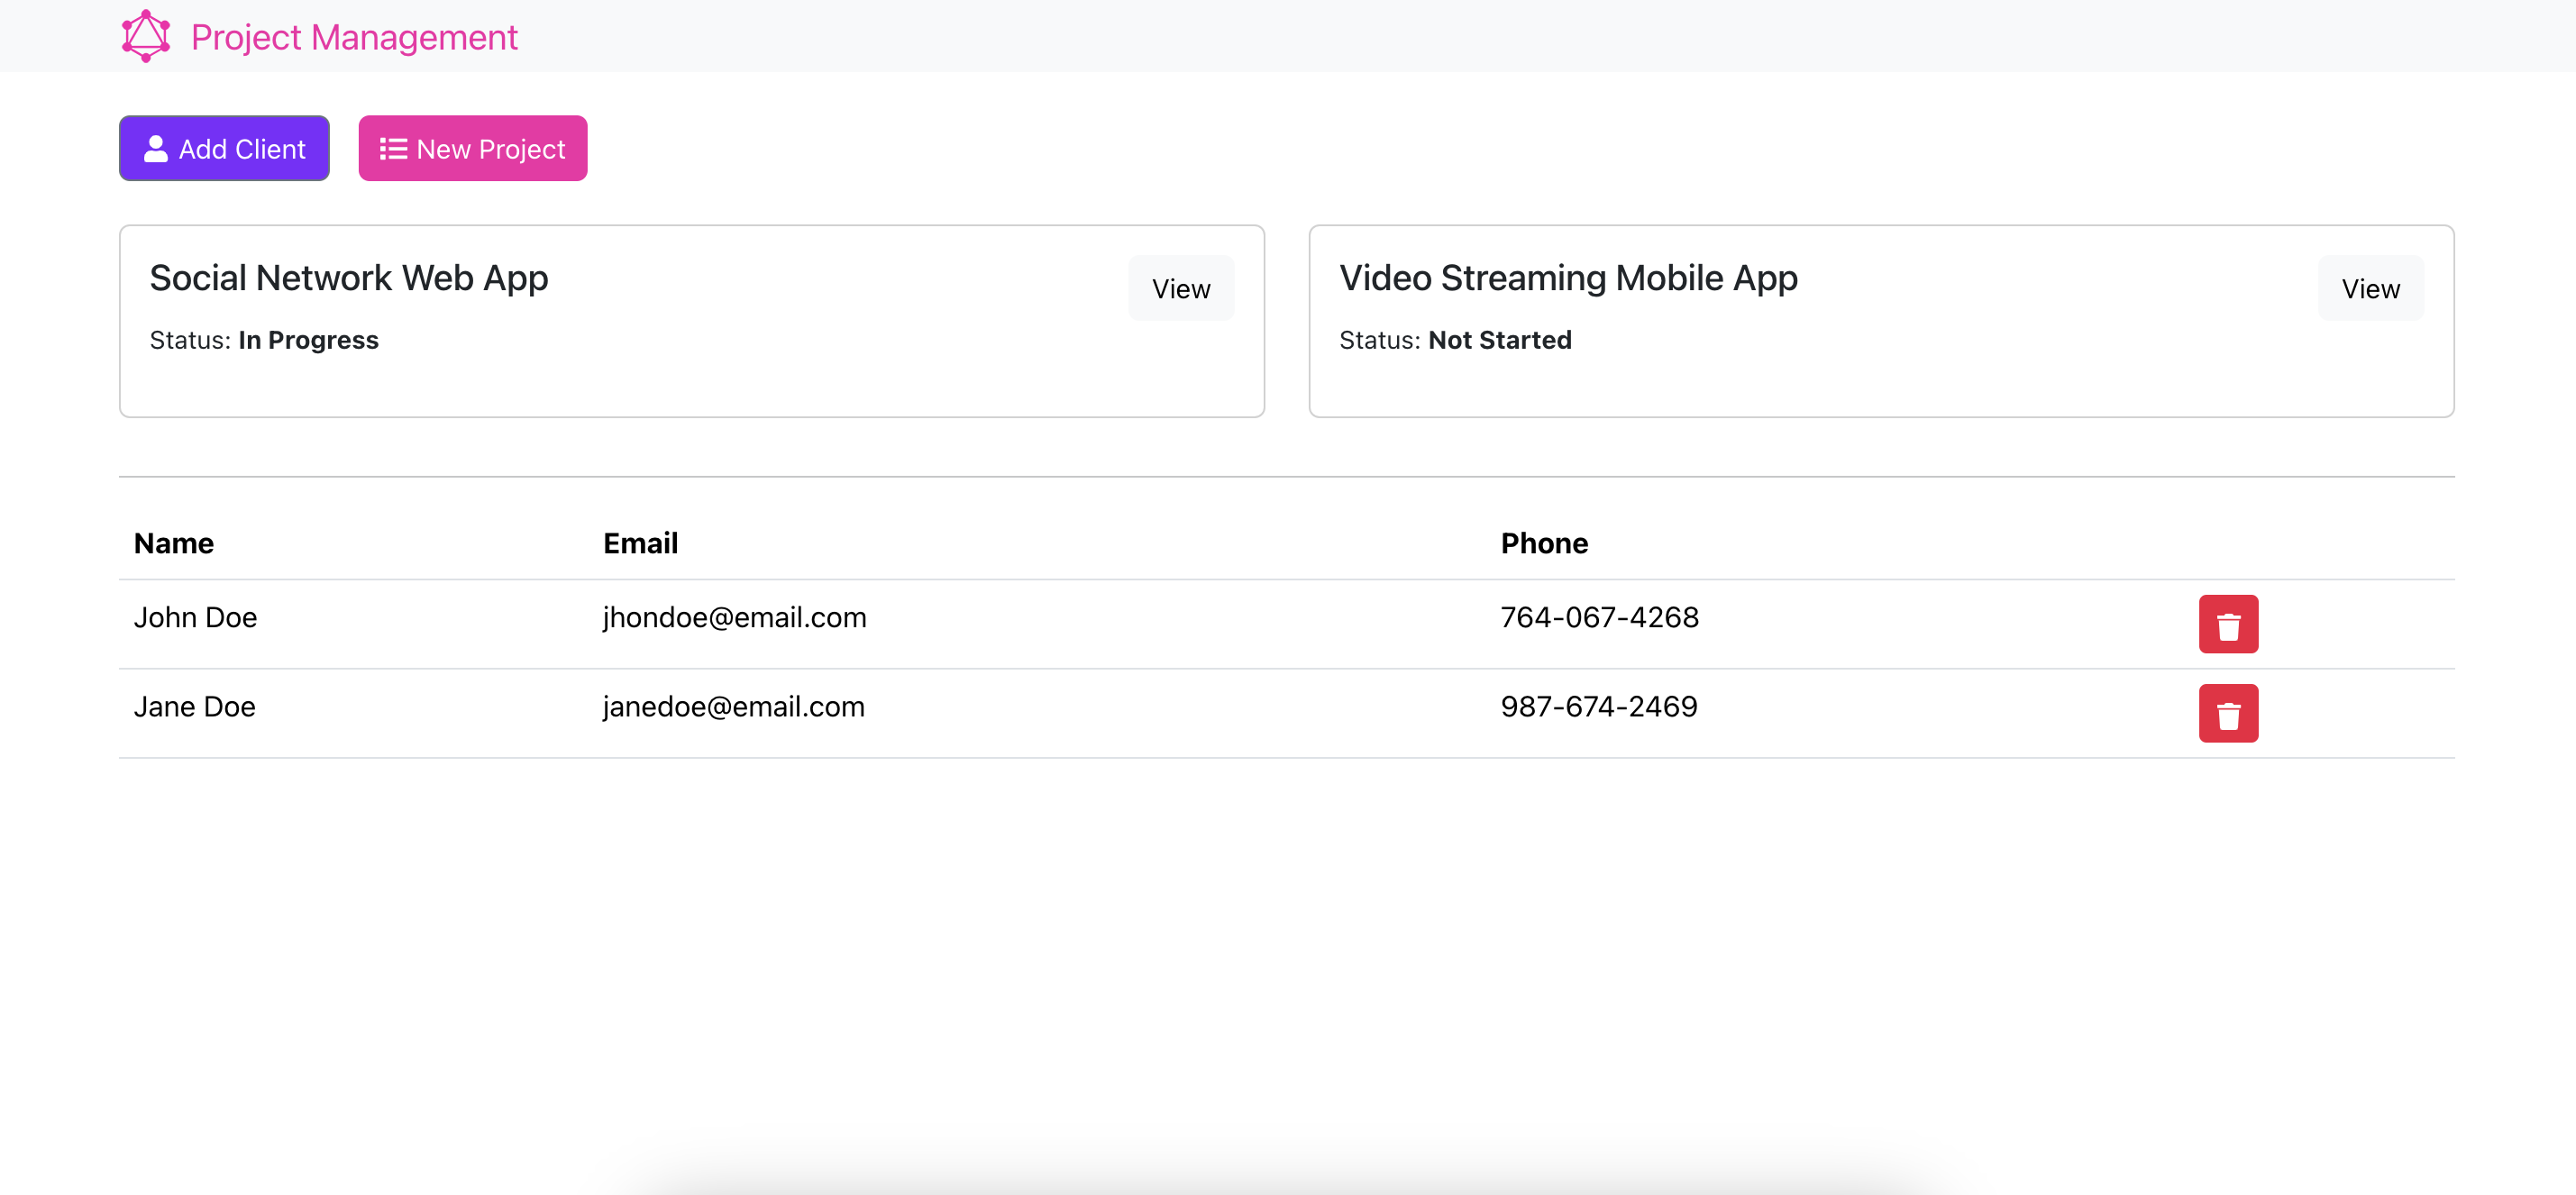 Project Management
Add Client New Project
Social Network Web App View
Status: In Progress
Video Streaming Mobile App View
Status: Not Started
Name Email Phone
John Doe jhondoe@email.com 764-067-4268
Jane Doe janedoe@email.com 987-674-2469